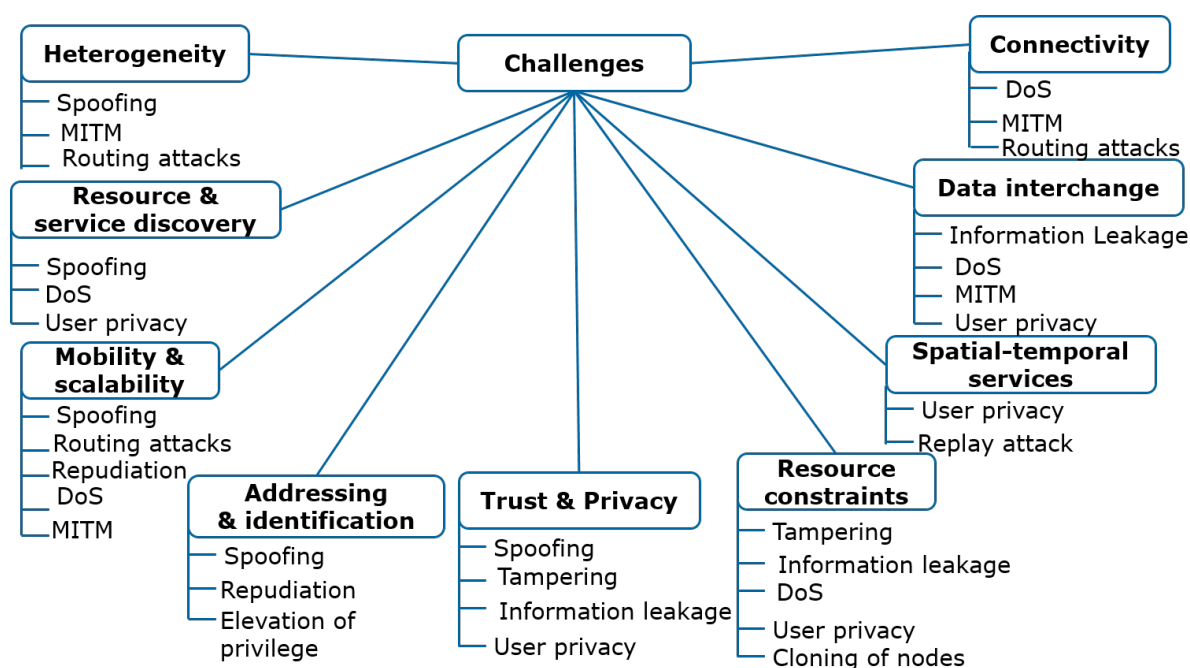 Challenges
Heterogeneity
Spoofing
MITM
Routing attacks
Resource &
service discovery
Spoofing
DoS
User privacy
Mobility &
scalability
Spoofing
Routing attacks
Repudiation
DoS
MITM
Addressing
& identification
Spoofing
Repudiation
Elevation of
privilege
Trust & Privacy
Spoofing
Tampering
Information leakage
User privacy
Resource
constraints
Tampering
Information leakage
DoS
User privacy
Cloning of nodes
Spatial-temporal
services
User privacy
Replay attack
Data interchange
Information Leakage
DoS
MITM
User privacy
Connectivity
DoS
MITM
Routing attacks